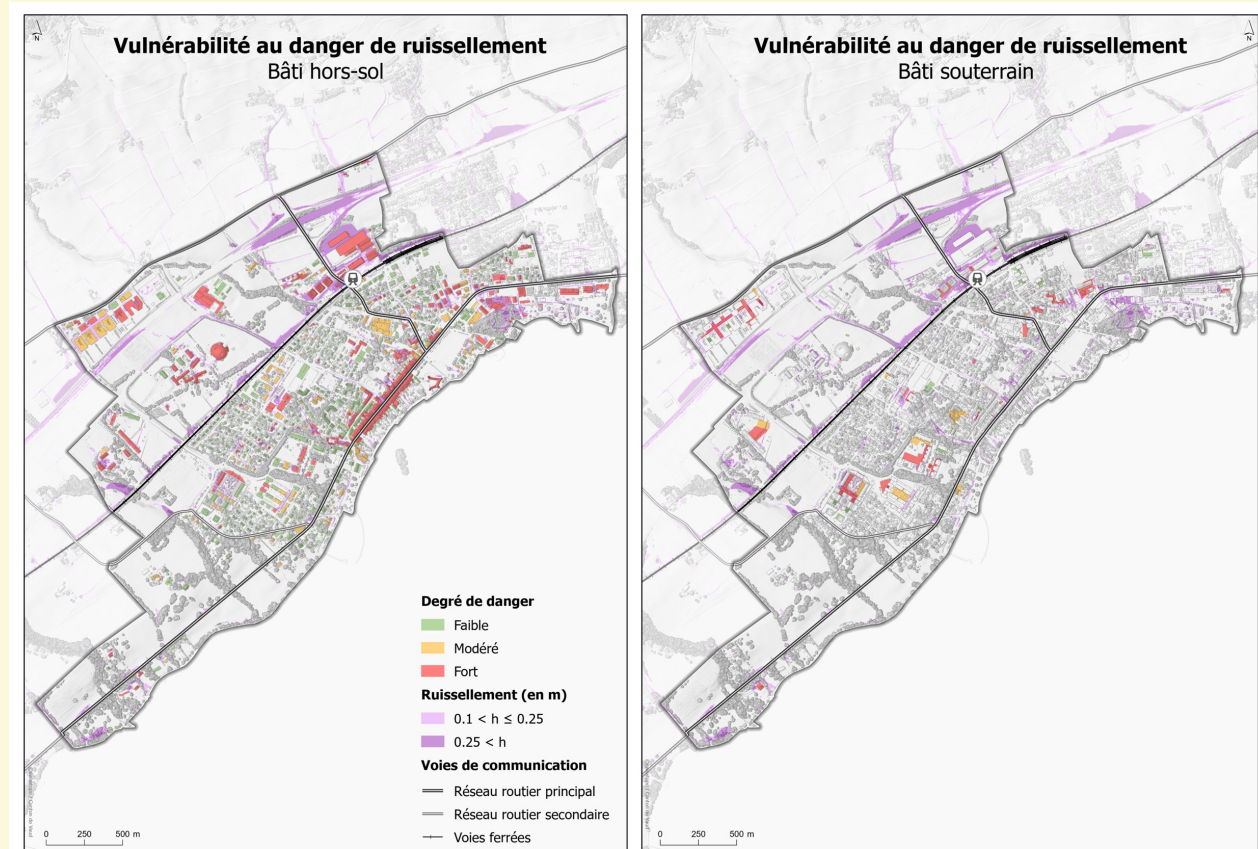 N
Vulnérabilité au danger de ruissellement
Bâti hors-sol
Degré de danger
Faible
Modéré
Fort
Ruissellement (en m)
0.1 < h ≤ 0.25
0.25 < h
Voies de communication
Réseau routier principal
Réseau routier secondaire
Voies ferrées
0 250 500 m
N
Vulnérabilité au danger de ruissellement
Bâti souterrain
0 250 500 m